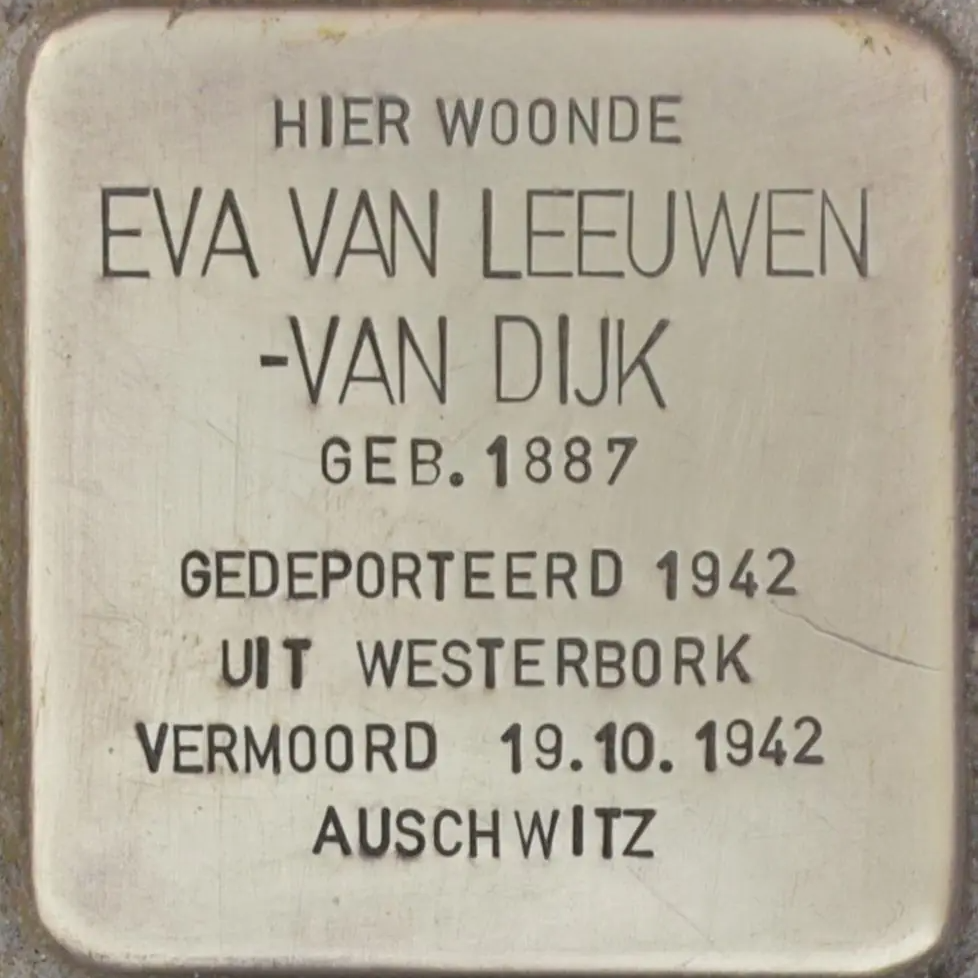 HIER WOONDE
EVA VAN LEEUWEN
-VAN DIJK
GEB. 1887
GEDEPORTEERD 1942
UIT WESTERBORK
VERMOORD 19.10.1942
AUSCHWITZ